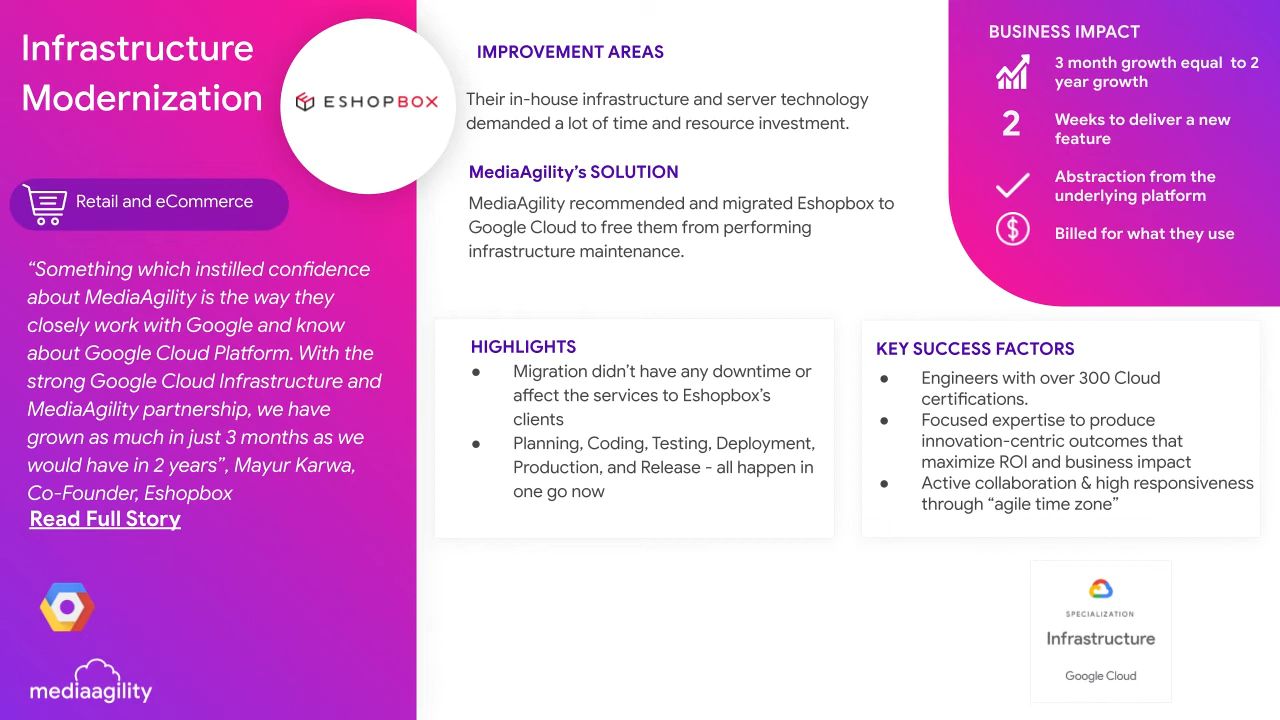 Infrastructure
Modernization
ESHOPBOX
Retail and eCommerce
“Something which instilled confidence
about MediaAgility is the way they
closely work with Google and know
about Google Cloud Platform. With the
strong Google Cloud Infrastructure and
MediaAgility partnership, we have
grown as much in just 3 months as we
would have in 2 years”, Mayur Karwa,
Co-Founder, Eshopbox
Read Full Story
mediaagility
IMPROVEMENT AREAS
Their in-house infrastructure and server technology
demanded a lot of time and resource investment.
MediaAgility’s SOLUTION
MediaAgility recommended and migrated Eshopbox to
Google Cloud to free them from performing
infrastructure maintenance.
BUSINESS IMPACT
3 month growth equal  to 2
year growth
2
Weeks to deliver a new
feature
Abstraction from the
underlying platform
$
Billed for what they use
HIGHLIGHTS
● Migration didn’t have any downtime or
affect the services to Eshopbox’s
clients
● Planning, Coding, Testing, Deployment,
Production, and Release - all happen in
one go now
KEY SUCCESS FACTORS
● Engineers with over 300 Cloud
certifications.
● Focused expertise to produce
innovation-centric outcomes that
maximize ROI and business impact
● Active collaboration & high responsiveness
through “agile time zone”
SPECIALIZATION
Infrastructure
Google Cloud